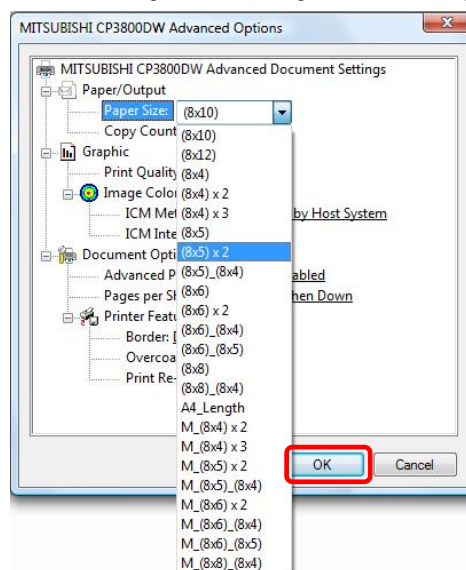 MITSUBISHI CP3800DW Advanced Options
MITSUBISHI CP3800DW Advanced Document Settings
Paper/Output
Paper Size: (8x10)
Copy Count
(8x10)
(8x12)
Graphic
Print Quality
(8x4)
Image Color
(8x4) x 2
ICM Met
(8x4) x 3
by Host System
ICM Inte
(8x5)
Document Opti
(8x5) x 2
Advanced P
(8x5)_(8x4)
abled
Pages per Sh
(8x6)
hen Down
Printer Featu
(8x6) x 2
Border:
(8x6)_(8x4)
Overcoa
(8x6)_(8x5)
Print Re-
(8x8)
(8x8)_(8x4)
A4_Length
M_(8x4) x 2
M_(8x4) x 3
M_(8x5) x 2
M_(8x5)_(8x4)
M_(8x6) x 2
M_(8x6)_(8x4)
M_(8x6)_(8x5)
M_(8x8)_(8x4)
OK
Cancel